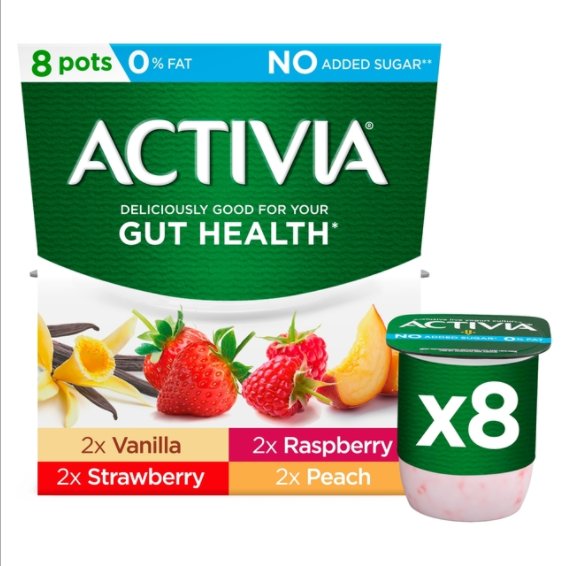 8 pots 0% FAT NO ADDED SUGAR**
ACTIVIA®
DELICIOUSLY GOOD FOR YOUR
GUT HEALTH*
2x Vanilla 2x Raspberry
2x Strawberry 2x Peach
ACTIVIA
NO ADDED SUGAR 0% FAT
x8